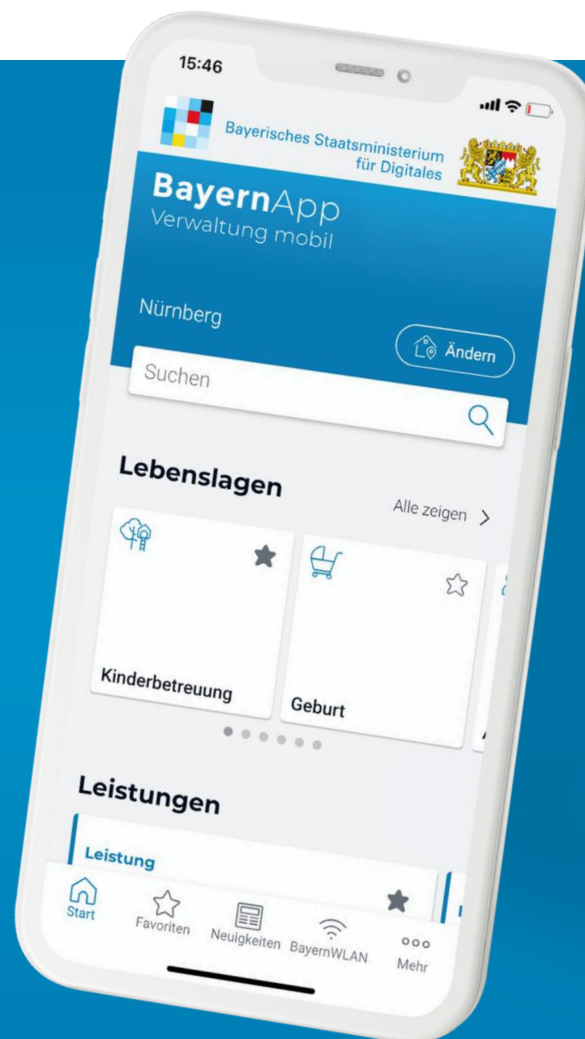 15:46
Bayerisches Staatsministerium
für Digitales
BayernApp
Verwaltung mobil
Nürnberg
Ändern
Suchen
Lebenslagen
Alle zeigen
Kinderbetreuung
Geburt
Leistungen
Leistung
Start
Favoriten
Neuigkeiten
BayernWLAN
Mehr